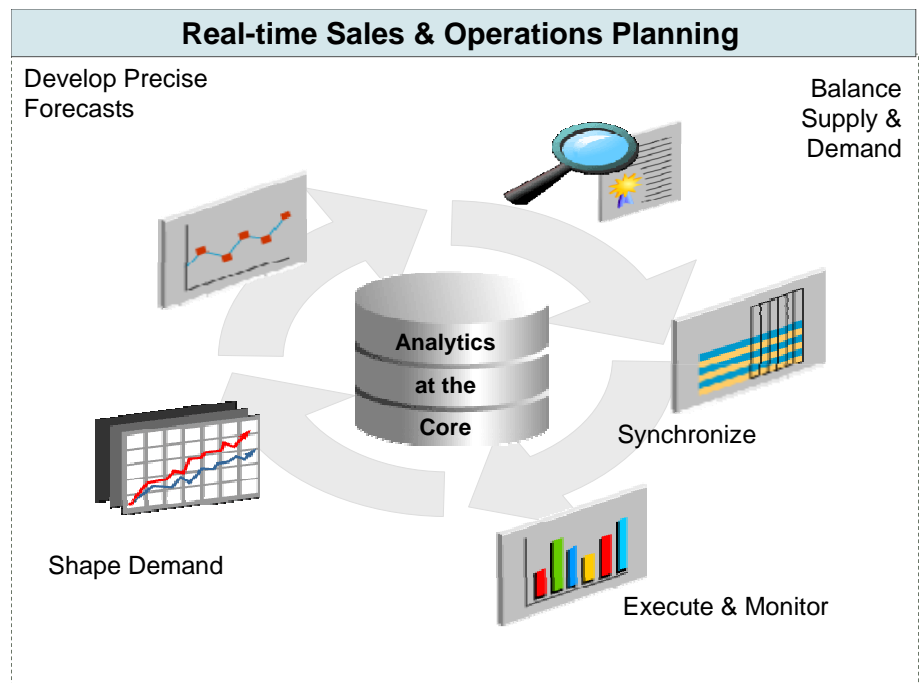 Real-time Sales & Operations Planning
Develop Precise
Forecasts
Balance
Supply &
Demand
Analytics
at the
Core
Synchronize
Shape Demand
Execute & Monitor